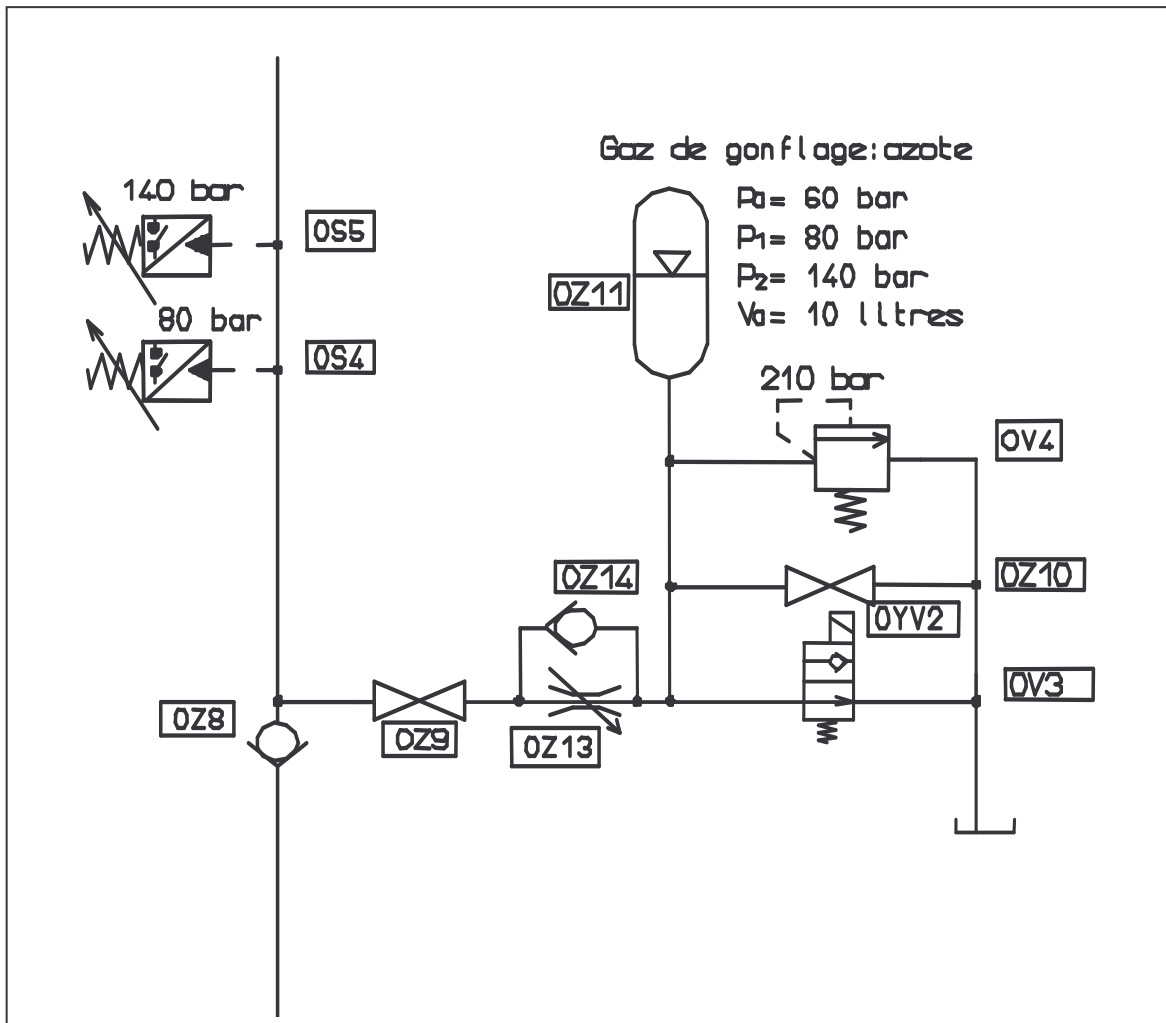 Gaz de gonflage:azote
140 bar
Pa= 60 bar
0S5
P1= 80 bar
P2= 140 bar
0Z11
80 bar
Va= 10 lltres
0S4
210 bar
0V4
0Z14
0Z10
0YV2
0V3
0Z8
0Z9
0Z13